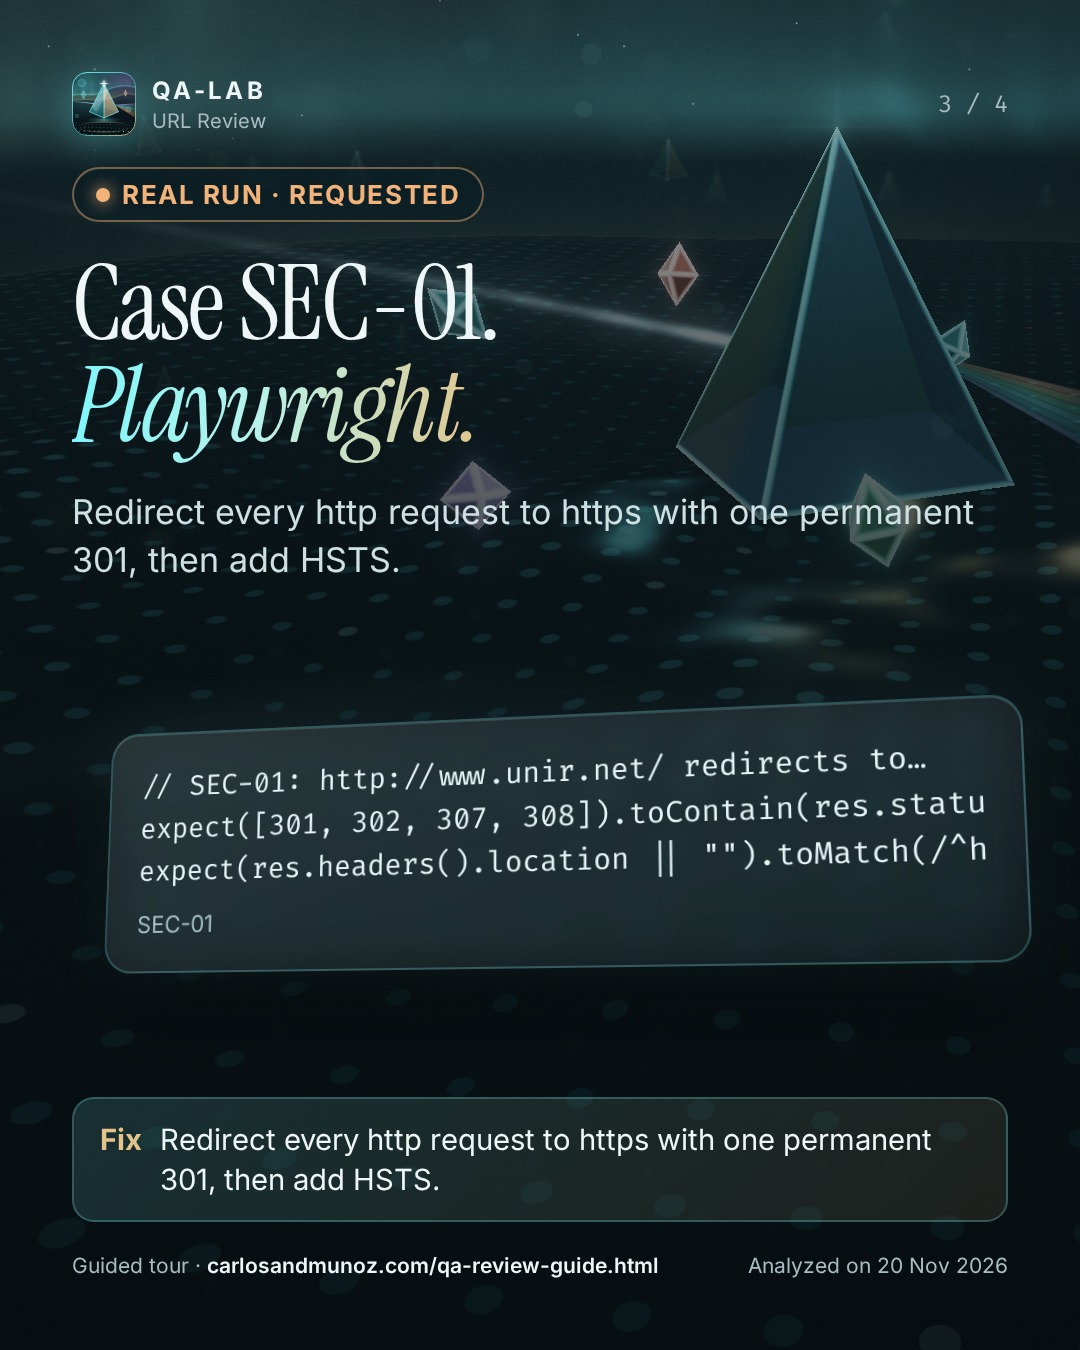 QA-LAB
URL Review
3 / 4
REAL RUN · REQUESTED
Case SEC-01.
Playwright.
Redirect every http request to https with one permanent
301, then add HSTS.
// SEC-01: http://www.unir.net/ redirects to…
expect([301, 302, 307, 308]).toContain(res.statu
expect(res.headers().location || "").toMatch(/^h
SEC-01
Fix Redirect every http request to https with one permanent
301, then add HSTS.
Guided tour · carlosandmunoz.com/qa-review-guide.html
Analyzed on 20 Nov 2026